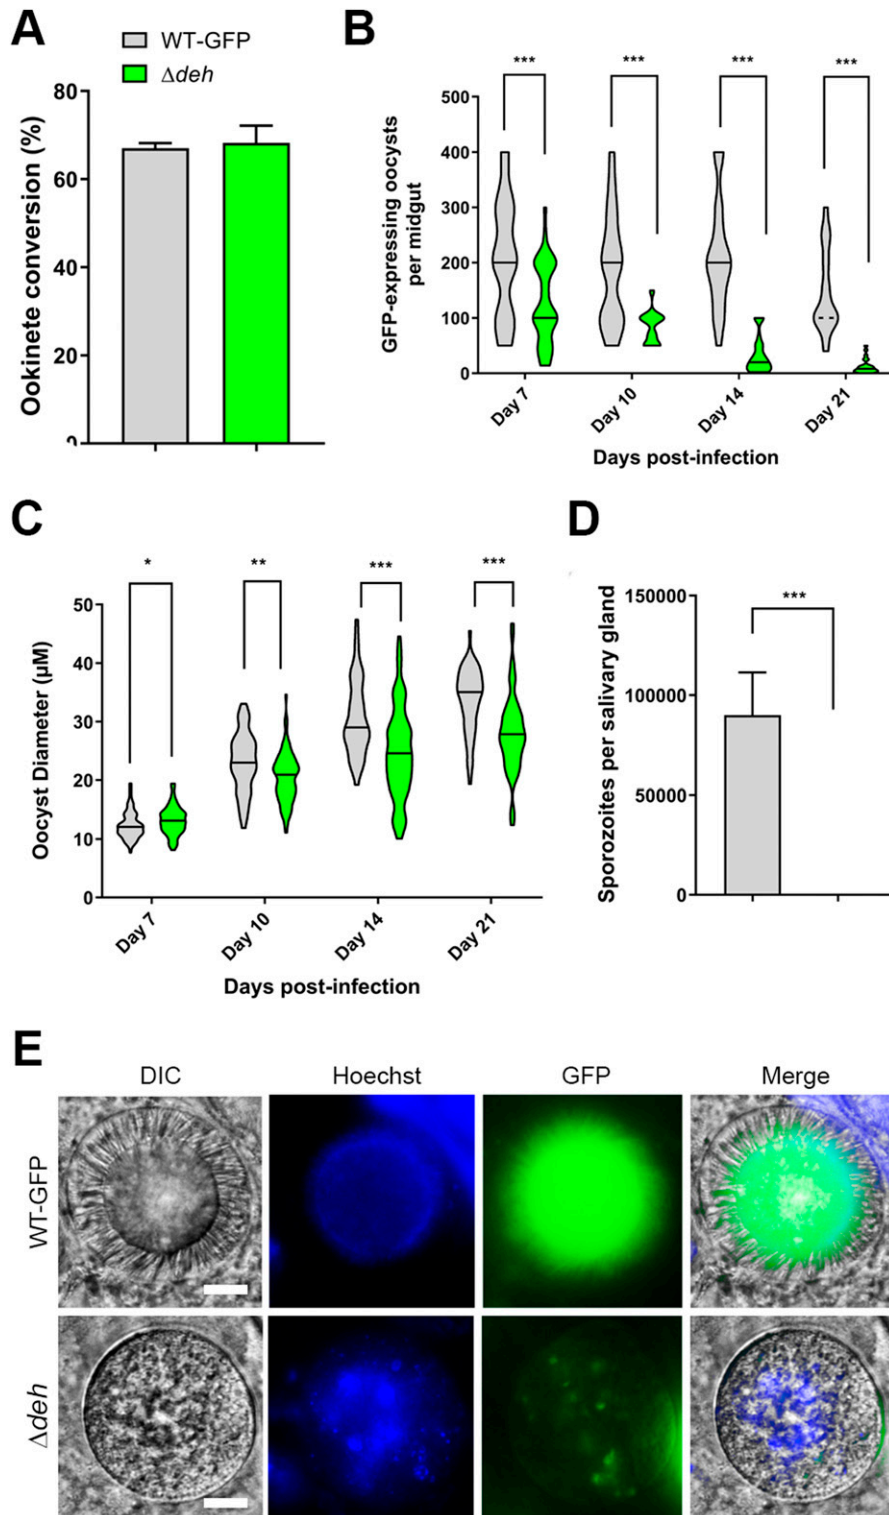 A
WT-GFP
Δdeh
Ookinete conversion (%)
80
60
40
20
0
B
GFP-expressing oocysts
per midgut
500
400
300
200
100
0
***
***
***
***
Day 7
Day 10
Day 14
Day 21
Days post-infection
C
Oocyst Diameter (µM)
50
40
30
20
10
0
*
**
***
***
Day 7
Day 10
Day 14
Day 21
Days post-infection
D
Sporozoites per salivary gland
150000
100000
50000
0
***
E
DIC
Hoechst
GFP
Merge
WT-GFP
Δdeh